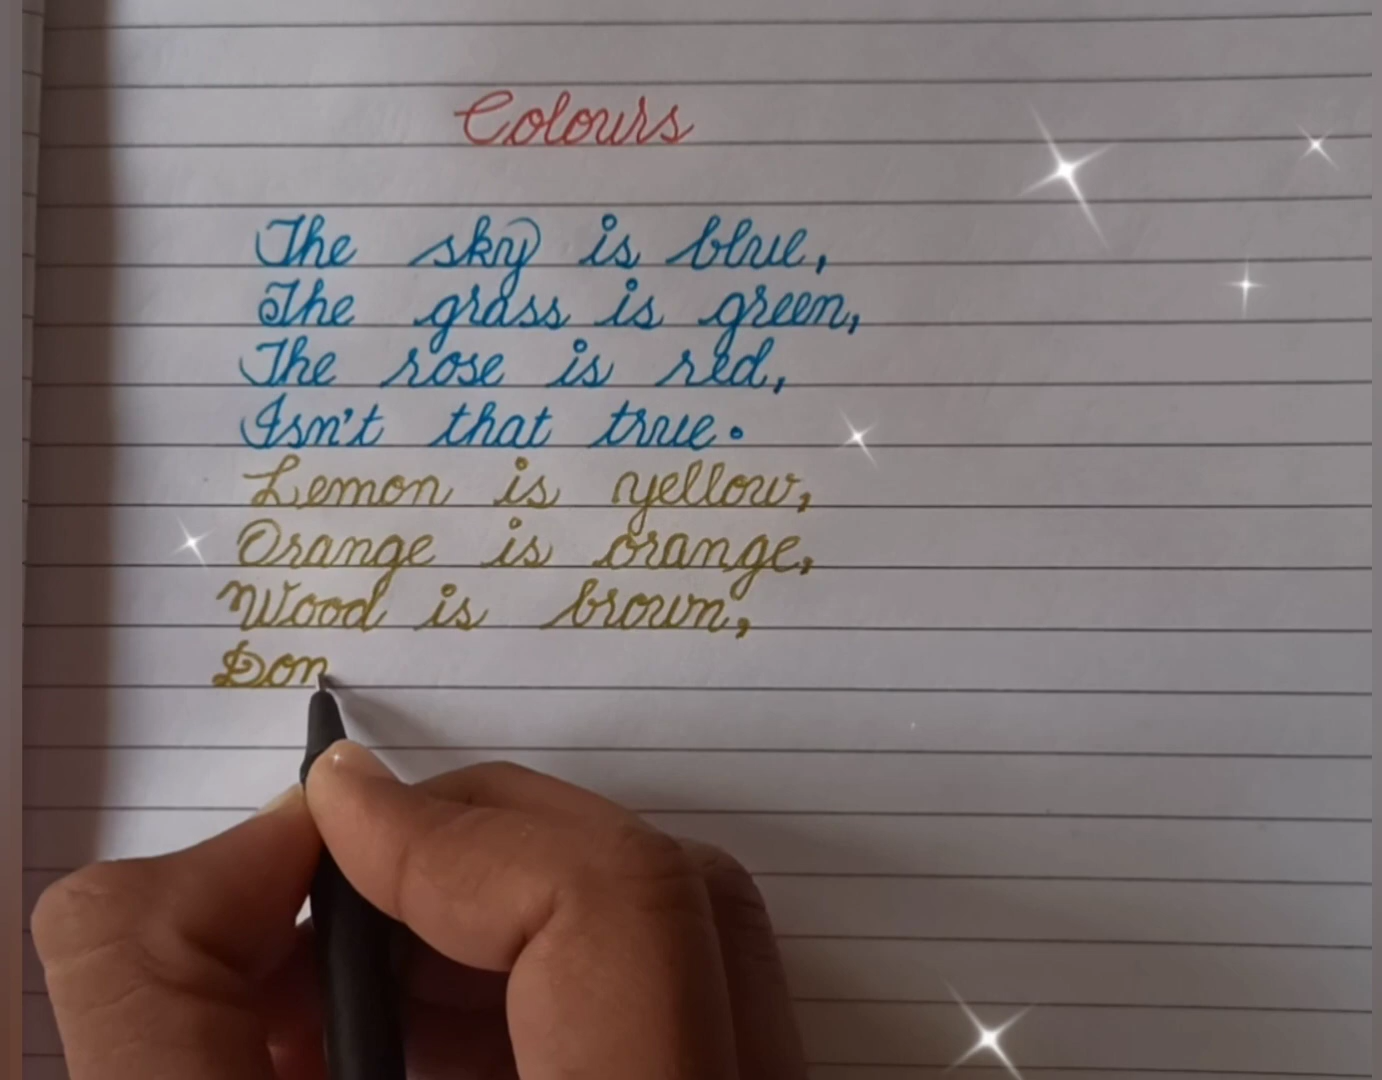 Colours
The sky is blue,
The grass is green,
The rose is red,
Isn't that true.
Lemon is yellow,
Orange is orange,
Wood is brown,
Don